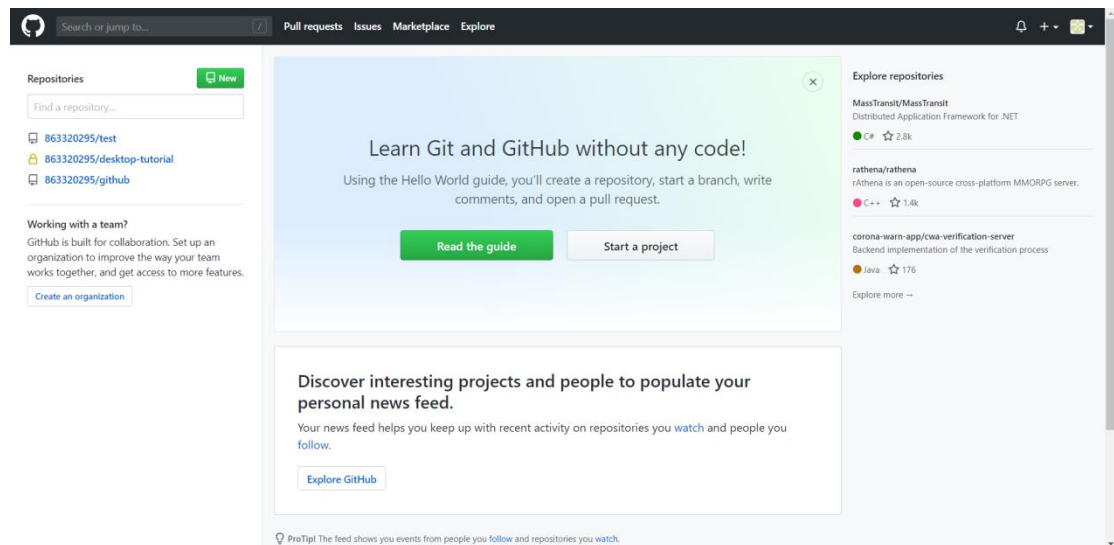 Search or jump to...
/
Pull requests Issues Marketplace Explore
Repositories
New
Find a repository...
863320295/test
863320295/desktop-tutorial
863320295/github
Working with a team?
GitHub is built for collaboration. Set up an
organization to improve the way your team
works together, and get access to more features.
Create an organization
Learn Git and GitHub without any code!
Using the Hello World guide, you'll create a repository, start a branch, write
comments, and open a pull request.
Read the guide
Start a project
Discover interesting projects and people to populate your
personal news feed.
Your news feed helps you keep up with recent activity on repositories you watch and people you
follow.
Explore GitHub
ProTip! The feed shows you events from people you follow and repositories you watch.
Explore repositories
MassTransit/MassTransit
Distributed Application Framework for .NET
C# 2.8k
rathena/rathena
rAthena is an open-source cross-platform MMORPG server.
C++ 1.4k
corona-warn-app/cwa-verification-server
Backend implementation of the verification process
Java 176
Explore more →